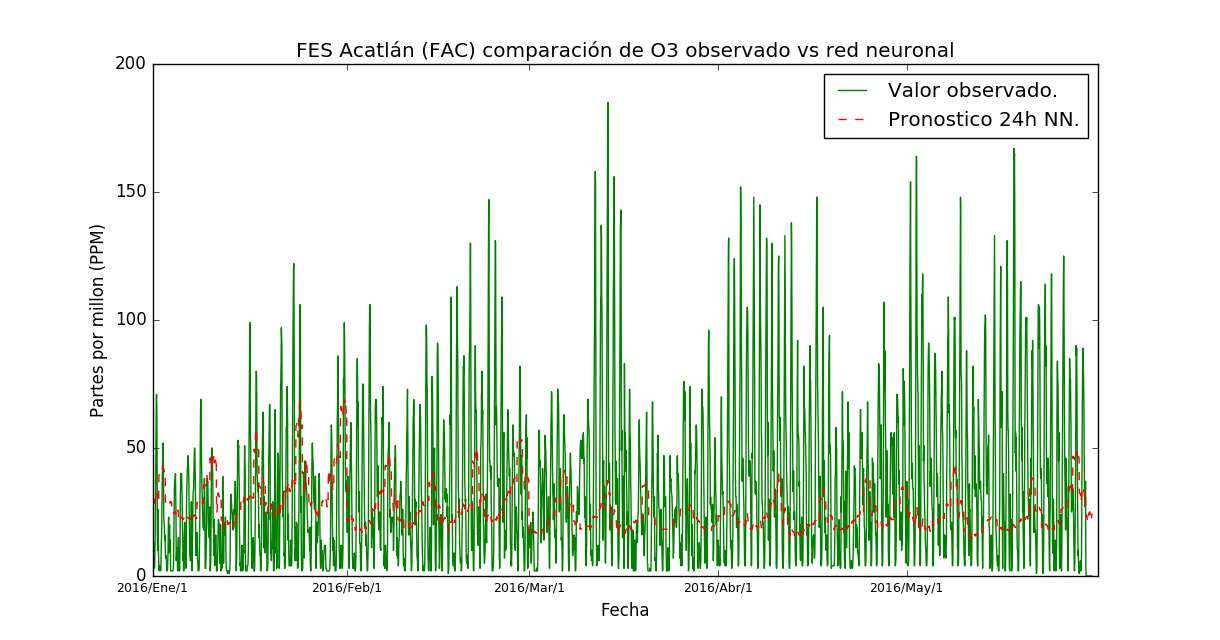 FES Acatlán (FAC) comparación de O3 observado vs red neuronal
200
150
100
50
0
Partes por millon (PPM)
Valor observado.
Pronostico 24h NN.
2016/Ene/1 2016/Feb/1 2016/Mar/1 2016/Abr/1 2016/May/1
Fecha